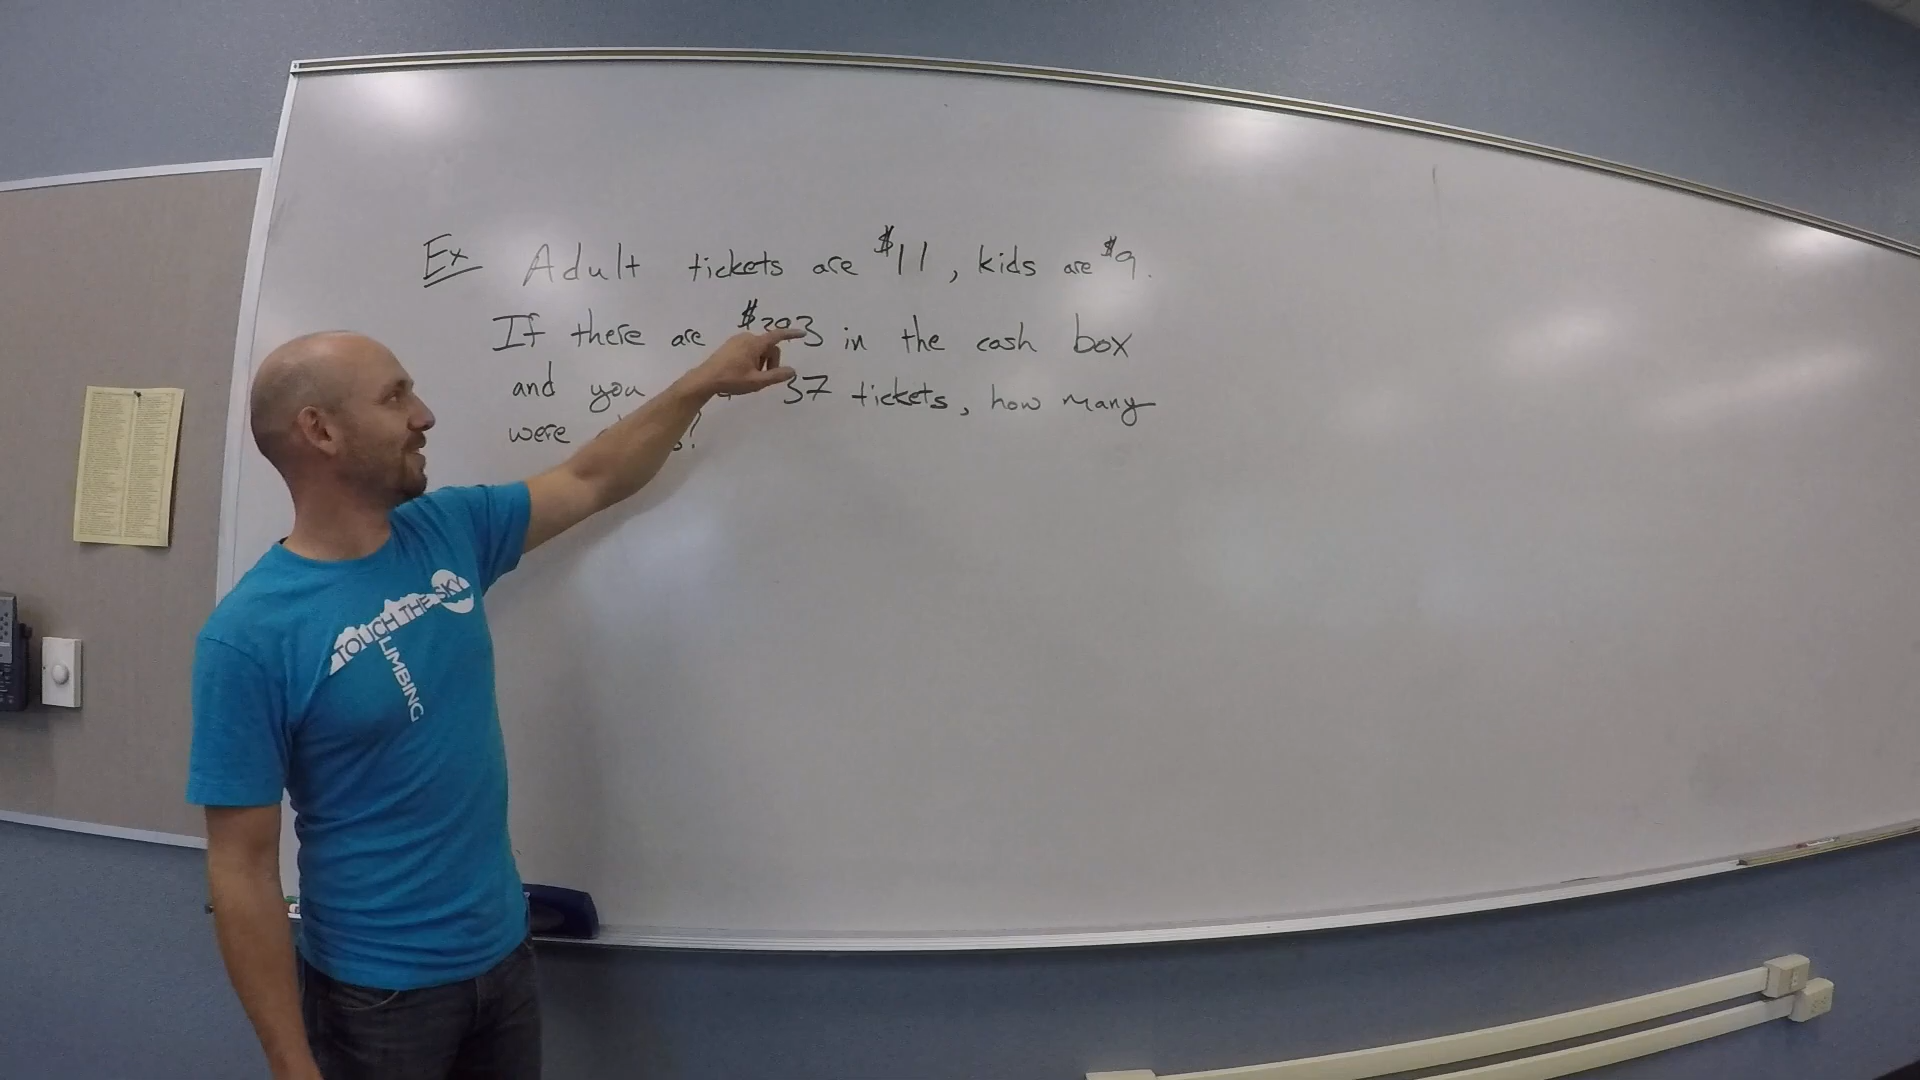 Ex Adult tickets are $11, kids are $9.
If there are $393 in the cash box
and you 37 tickets, how many
were
TOUCH THE SKY
CLIMBING